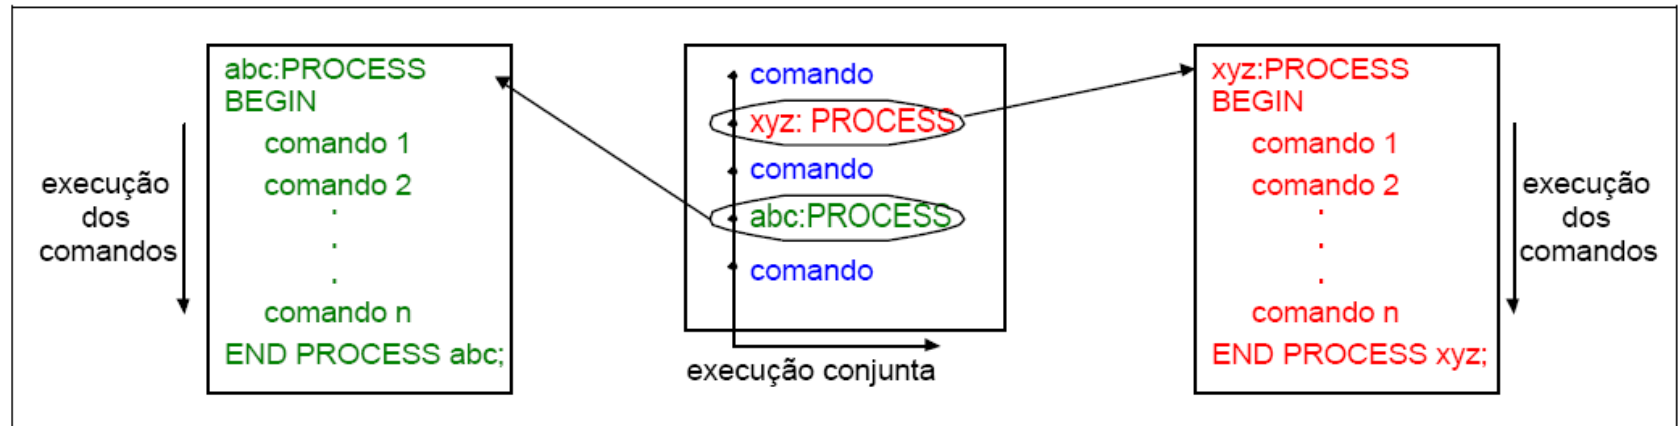 execução
dos
comandos
abc:PROCESS
BEGIN
comando 1
comando 2
.
.
.
comando n
END PROCESS abc;
comando
xyz: PROCESS
comando
abc:PROCESS
comando
execução conjunta
xyz:PROCESS
BEGIN
comando 1
comando 2
.
.
.
comando n
END PROCESS xyz;
execução
dos
comandos